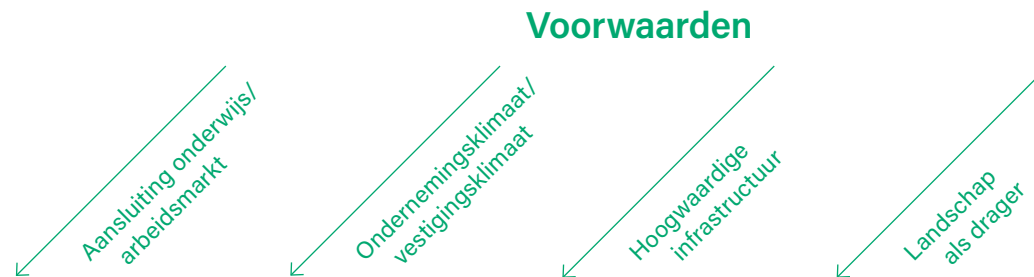 Voorwaarden
Aansluiting onderwijs/
arbeidsmarkt
Ondernemingsklimaat/
vestigingsklimaat
Hoogwaardige
infrastructuur
Landschap
als drager